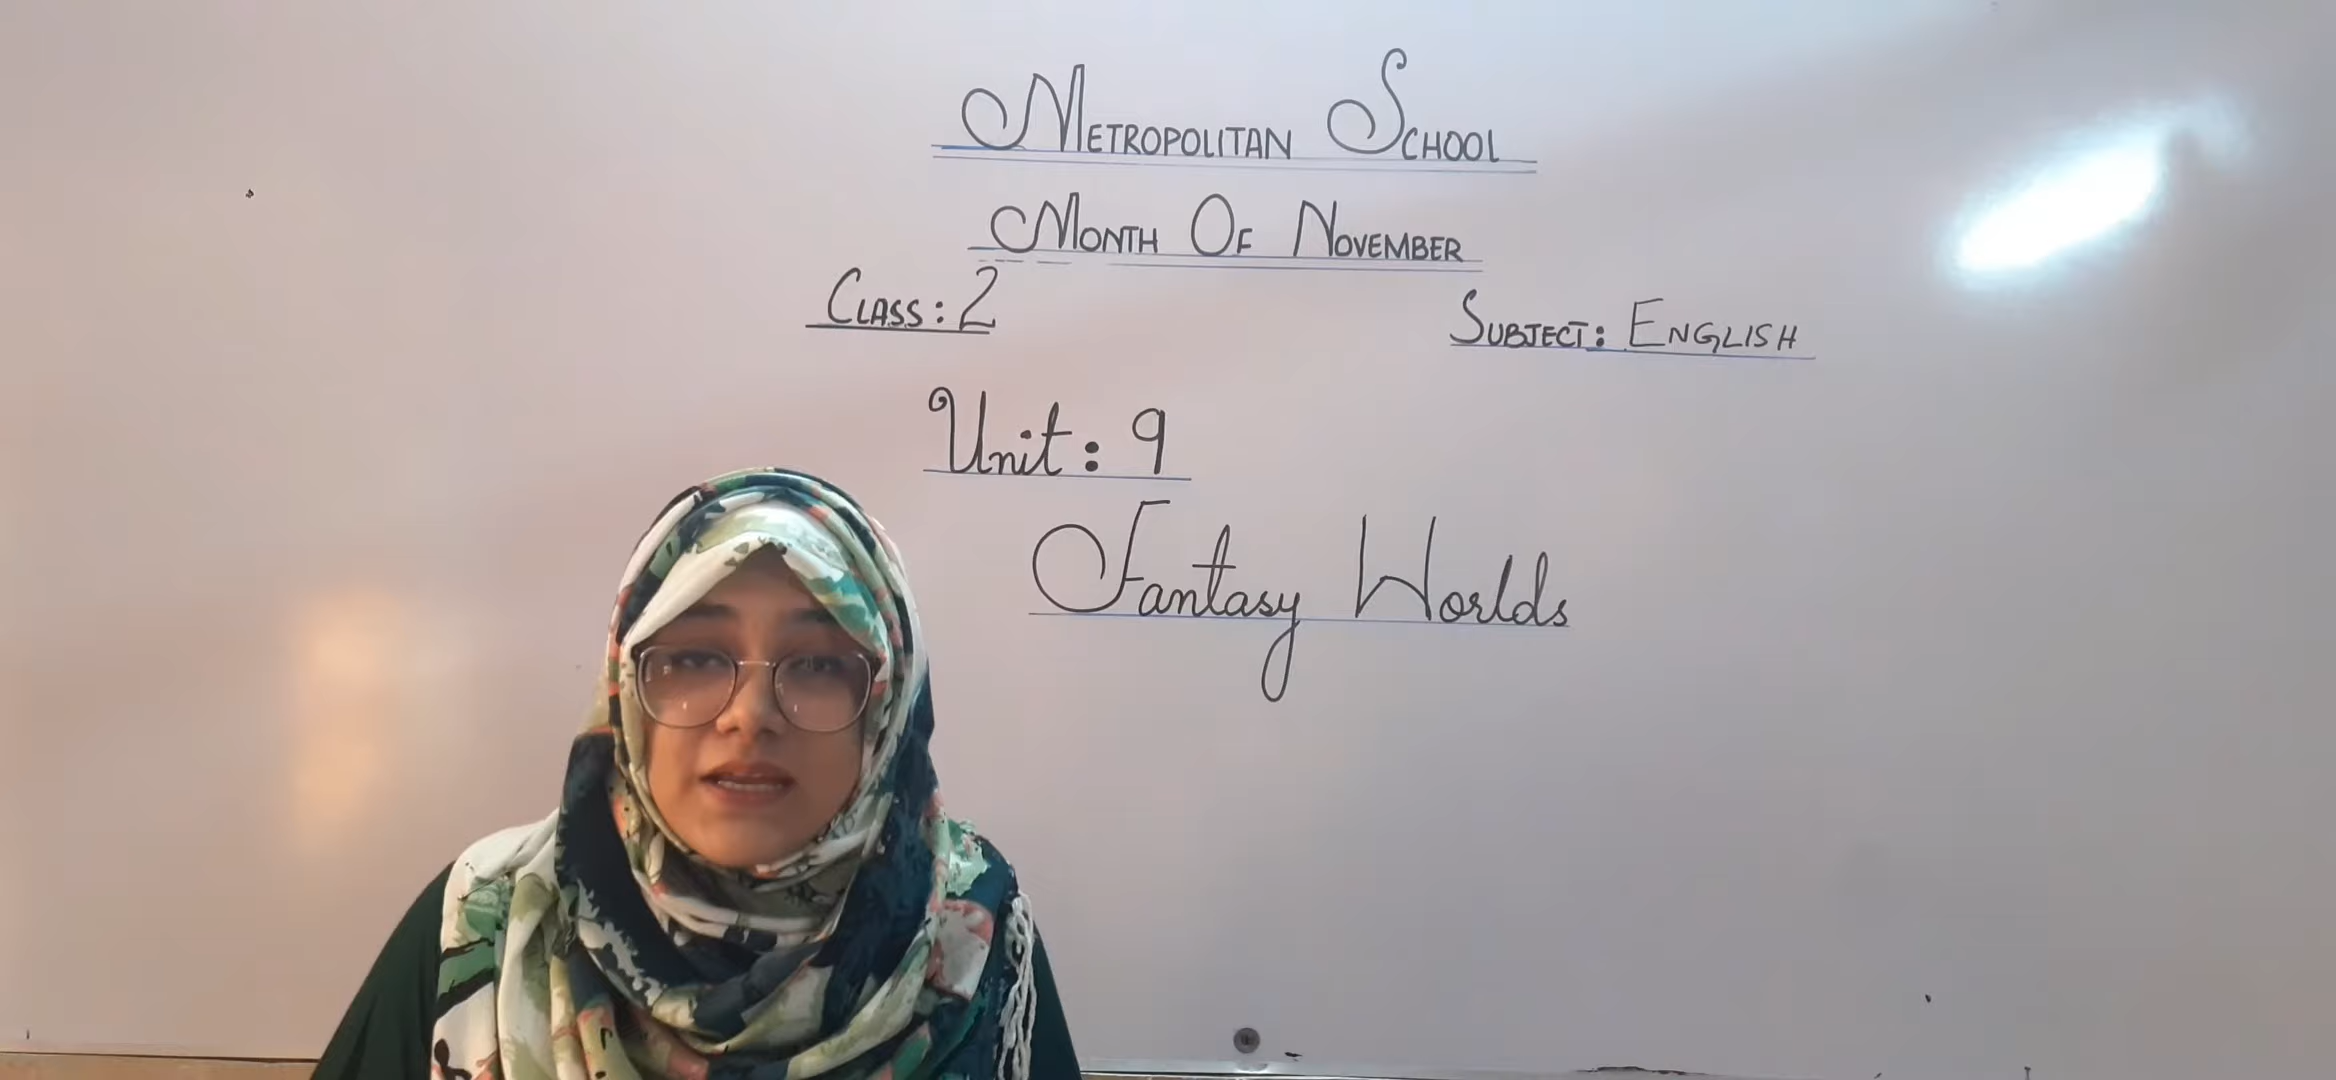 METROPOLITAN SCHOOL
MONTH OF NOVEMBER
CLASS: 2
SUBJECT: ENGLISH
Unit: 9
Fantasy Worlds